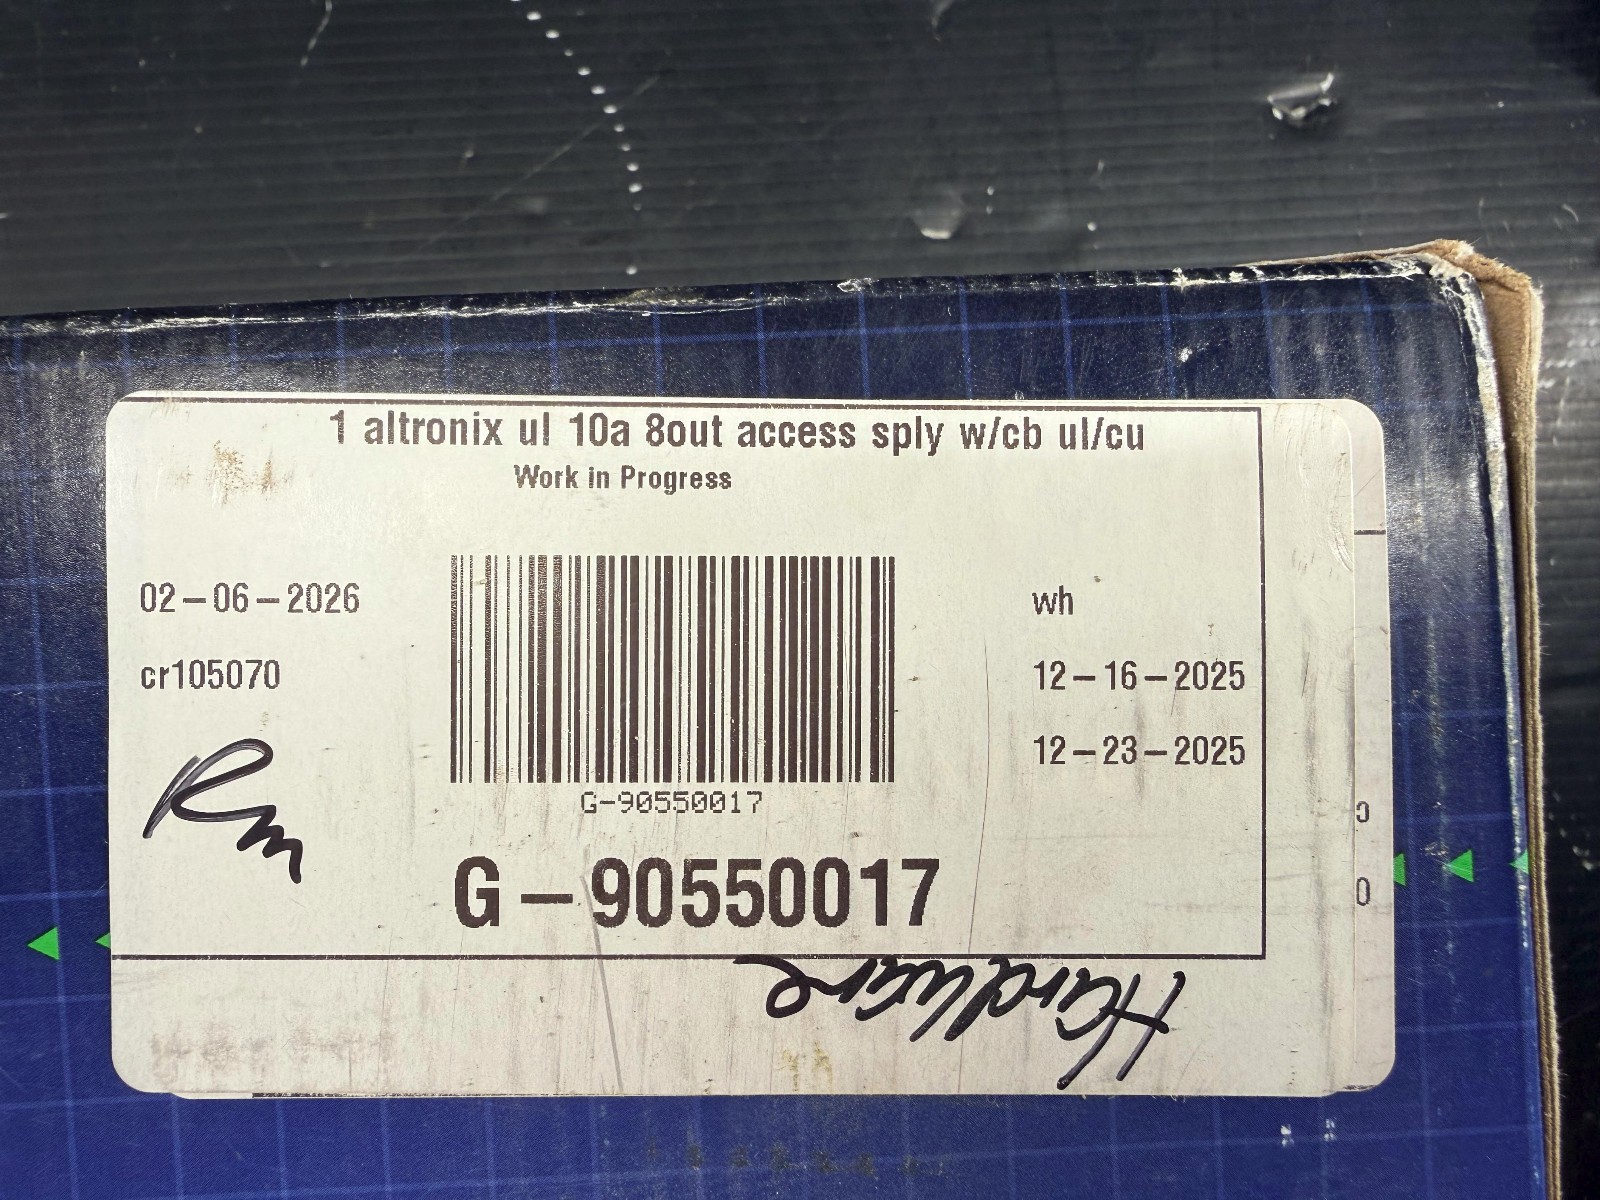 1 altronix ul 10a 8out access sply w/cb ul/cu
Work in Progress
02-06-2026
wh
cr105070
12-16-2025
12-23-2025
Rm
G-90550017
G-90550017
Hardware
0